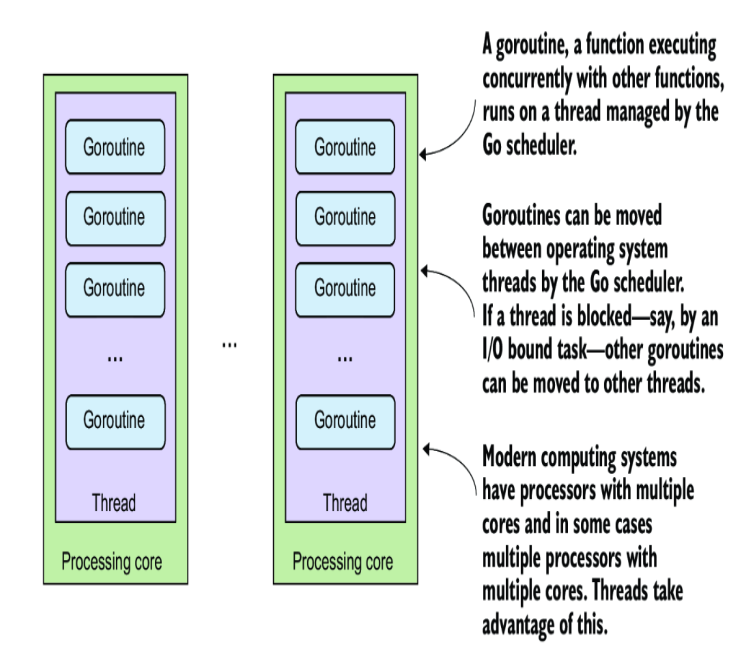 Goroutine
Goroutine
Goroutine
...
Goroutine
Thread
Processing core
...
Goroutine
Goroutine
Goroutine
...
Goroutine
Thread
Processing core
A goroutine, a function executing
concurrently with other functions,
runs on a thread managed by the
Go scheduler.
Goroutines can be moved
between operating system
threads by the Go scheduler.
If a thread is blocked—say, by an
I/O bound task—other goroutines
can be moved to other threads.
Modern computing systems
have processors with multiple
cores and in some cases
multiple processors with
multiple cores. Threads take
advantage of this.